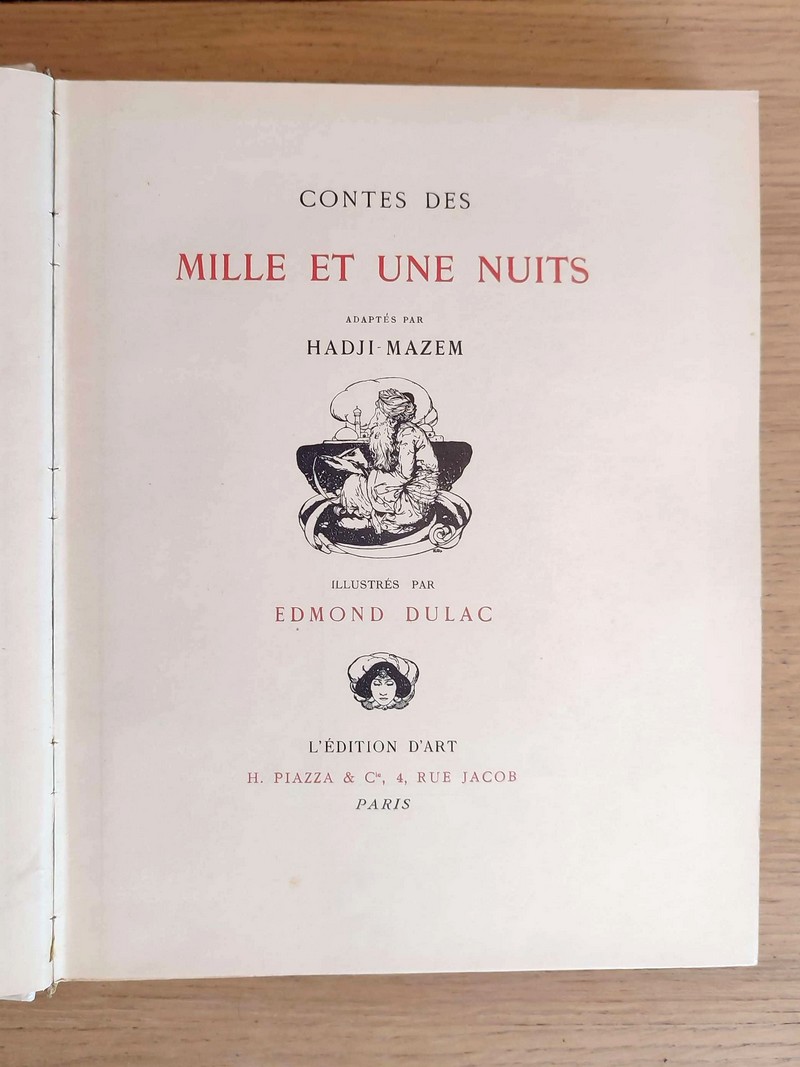 CONTES DES
MILLE ET UNE NUITS
ADAPTÉS PAR
HADJI-MAZEM
ILLUSTRÉS PAR
EDMOND DULAC
L'ÉDITION D'ART
H. PIAZZA & Cie, 4, RUE JACOB
PARIS